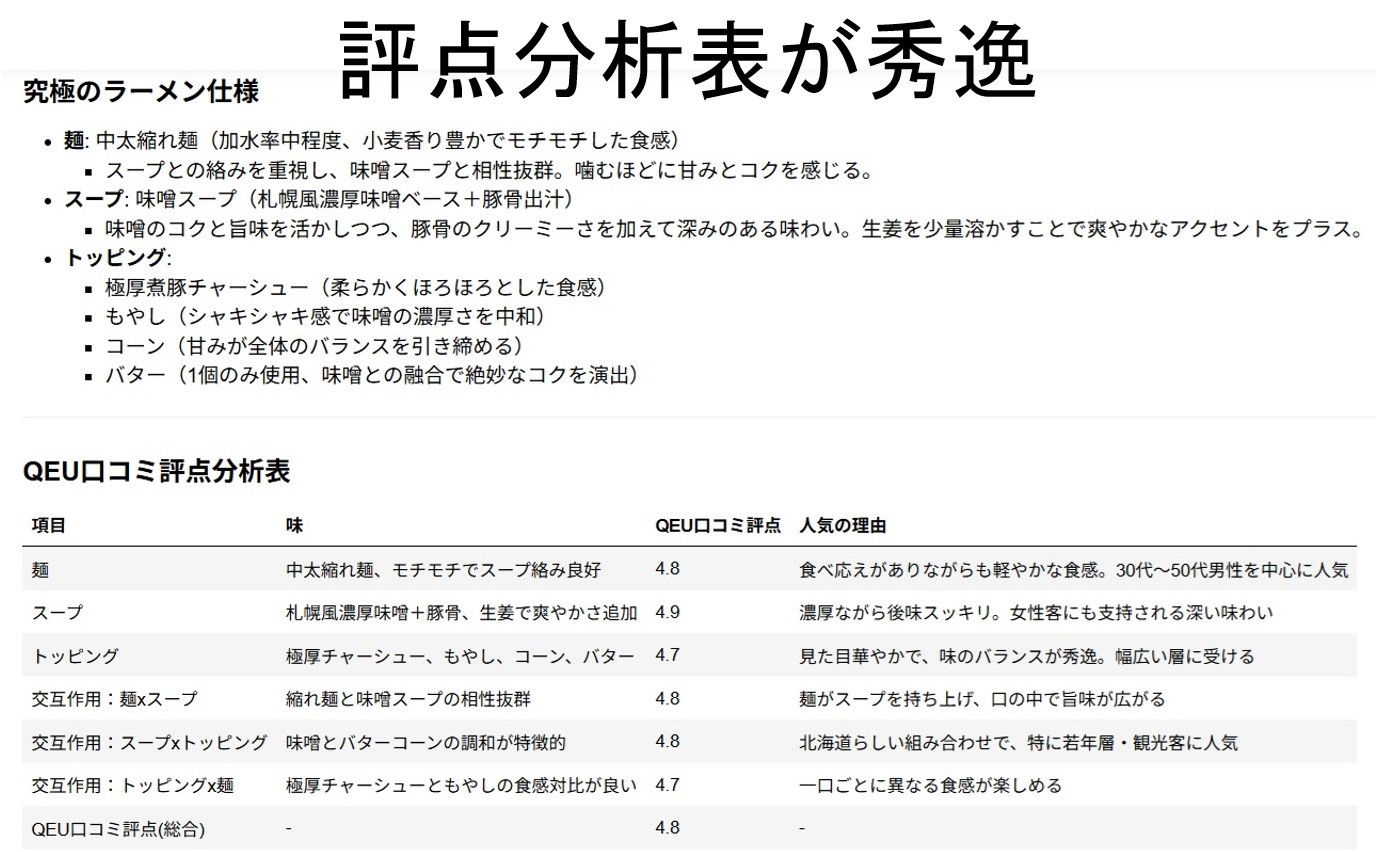 評点分析表が秀逸
究極のラーメン仕様
• 麺: 中太縮れ麺（加水率中程度、小麦香り豊かでモチモチした食感）
▪ スープとの絡みを重視し、味噌スープと相性抜群。噛むほどに甘みとコクを感じる。
• スープ: 味噌スープ（札幌風濃厚味噌ベース＋豚骨出汁）
▪ 味噌のコクと旨味を活かしつつ、豚骨のクリーミーさを加えて深みのある味わい。生姜を少量溶かすことで爽やかなアクセントをプラス。
• トッピング:
▪ 極厚煮豚チャーシュー（柔らかくほろほろとした食感）
▪ もやし（シャキシャキ感で味噌の濃厚さを中和）
▪ コーン（甘みが全体のバランスを引き締める）
▪ バター（1個のみ使用、味噌との融合で絶妙なコクを演出）
QEU口コミ評点分析表
項目 味 QEU口コミ評点 人気の理由
麺 中太縮れ麺、モチモチでスープ絡み良好 4.8 食べ応えがありながらも軽やかな食感。30代～50代男性を中心に人気
スープ 札幌風濃厚味噌＋豚骨、生姜で爽やかさ追加 4.9 濃厚ながら後味スッキリ。女性客にも支持される深い味わい
トッピング 極厚チャーシュー、もやし、コーン、バター 4.7 見た目華やかで、味のバランスが秀逸。幅広い層に受ける
交互作用：麺xスープ 縮れ麺と味噌スープの相性抜群 4.8 麺がスープを持ち上げ、口の中で旨味が広がる
交互作用：スープxトッピング 味噌とバターコーンの調和が特徴的 4.8 北海道らしい組み合わせで、特に若年層・観光客に人気
交互作用：トッピングx麺 極厚チャーシューともやしの食感対比が良い 4.7 一口ごとに異なる食感が楽しめる
QEU口コミ評点(総合) - 4.8 -